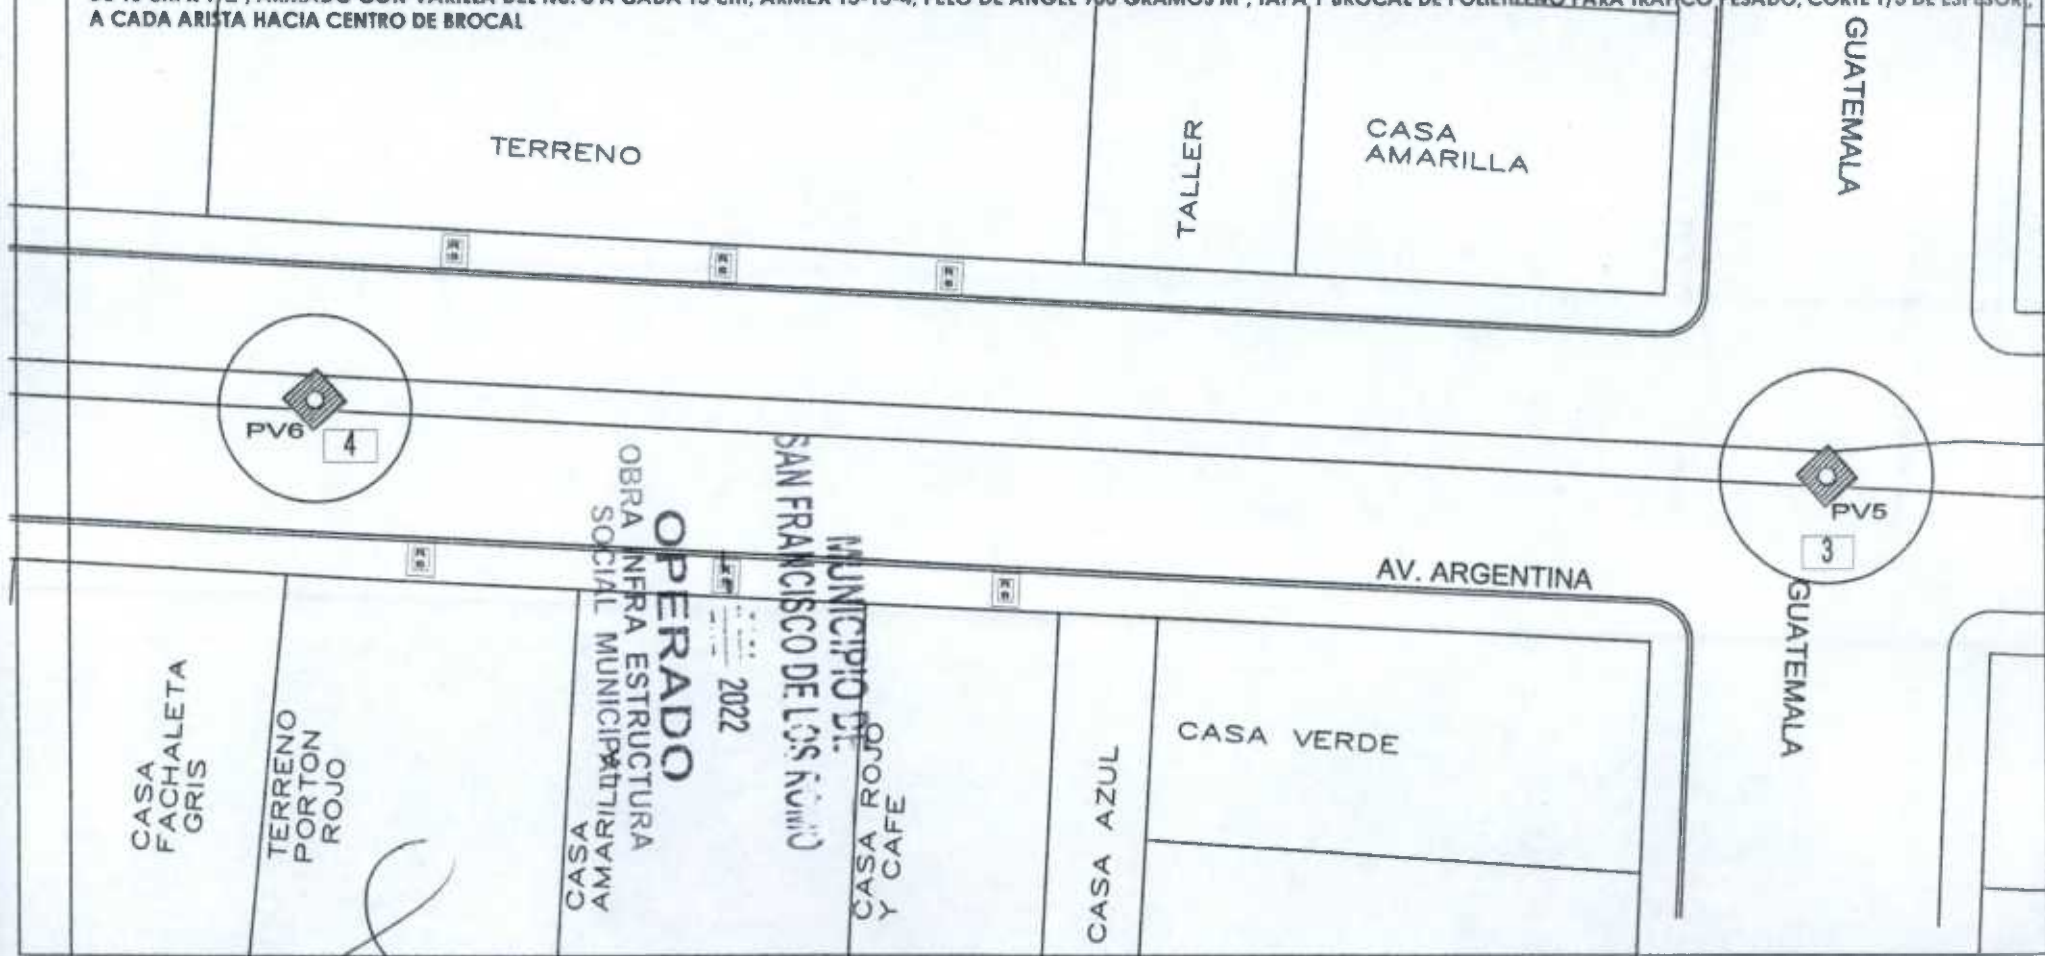 A CADA ARISTA HACIA CENTRO DE BROCAL
GUATEMALA
TERRENO
TALLER
CASA
AMARILLA
PV6
4
PV5
3
AV. ARGENTINA
GUATEMALA
MUNICIPIO DE
SAN FRANCISCO DE LOS ROMO
2022
OPERADO
OBRA INFRA ESTRUCTURA
SOCIAL MUNICIPAL
CASA
FACHALETA
GRIS
TERRENO
PORTON
ROJO
CASA
AMARILLA
CASA ROJO
Y CAFE
CASA AZUL
CASA VERDE